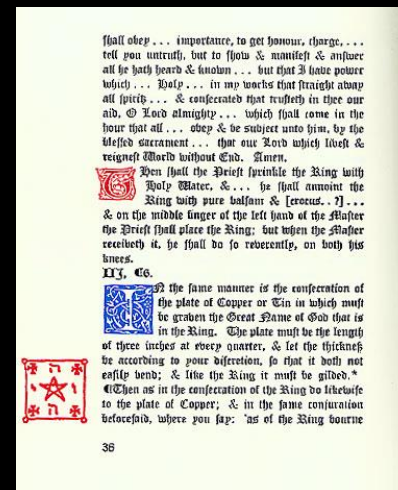 shall obey . . . importance, to get honour, charge, . . .
tell you untruth, but to show & manifest & answer
all he hath heard & known . . . but that I have power
which . . . Holy . . . in my works that straight away
all spirits . . . & consecrated that trusteth in thee our
aid, O Lord almighty . . . which shall come in the
hour that all . . . obey & be subject unto him, by the
blessed sacrament . . . that our Lord which livest &
reignest World without End. Amen.
Then shall the Priest sprinkle the Ring with
Holy Water, & . . . he shall annoint the
Ring with pure balsam & [crocus. . ?] . . .
& on the middle finger of the left hand of the Master
the Priest shall place the Ring; but when the Master
receiveth it, he shall do so reverently, on both his
knees.
III, C6.
IN the same manner is the consecration of
the plate of Copper or Tin in which must
be graven the Great Name of God that is
in the Ring. The plate must be the length
of three inches at every quarter, & let the thickness
be according to your discretion, so that it doth not
easily bend; & like the Ring it must be gilded.*
¶Then as in the consecration of the Ring do likewise
to the plate of Copper; & in the same conjuration
beforesaid, where you say: "as of the Ring bourne
ה
י ו
ה
36